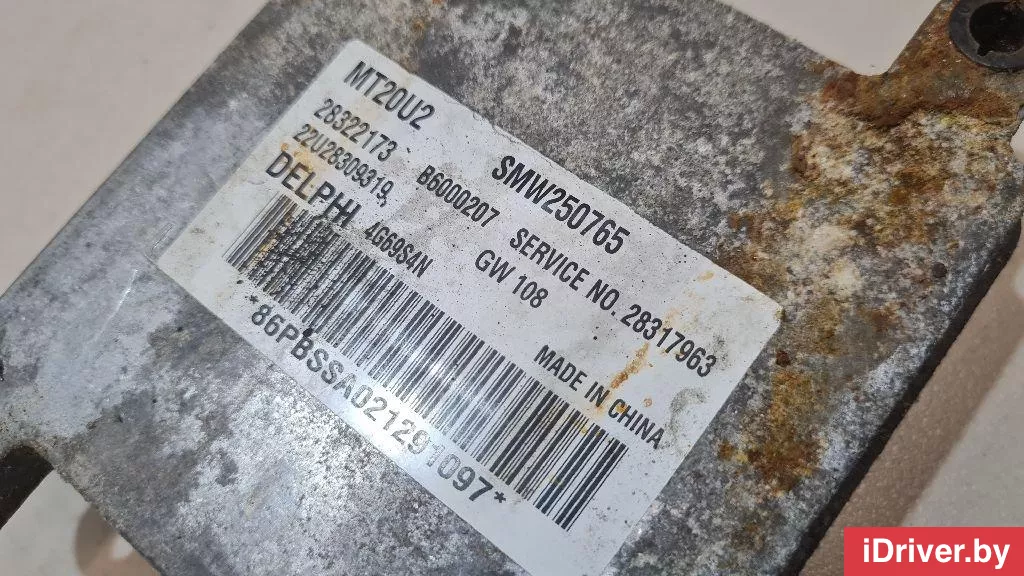 MT20U2
28322173
SMW250765
22U28309319,
B6000207
SERVICE NO. 28317963
DELPHI
4G69S4N
GW 108
MADE IN CHINA
*86PBSSA021291097*
iDriver.by